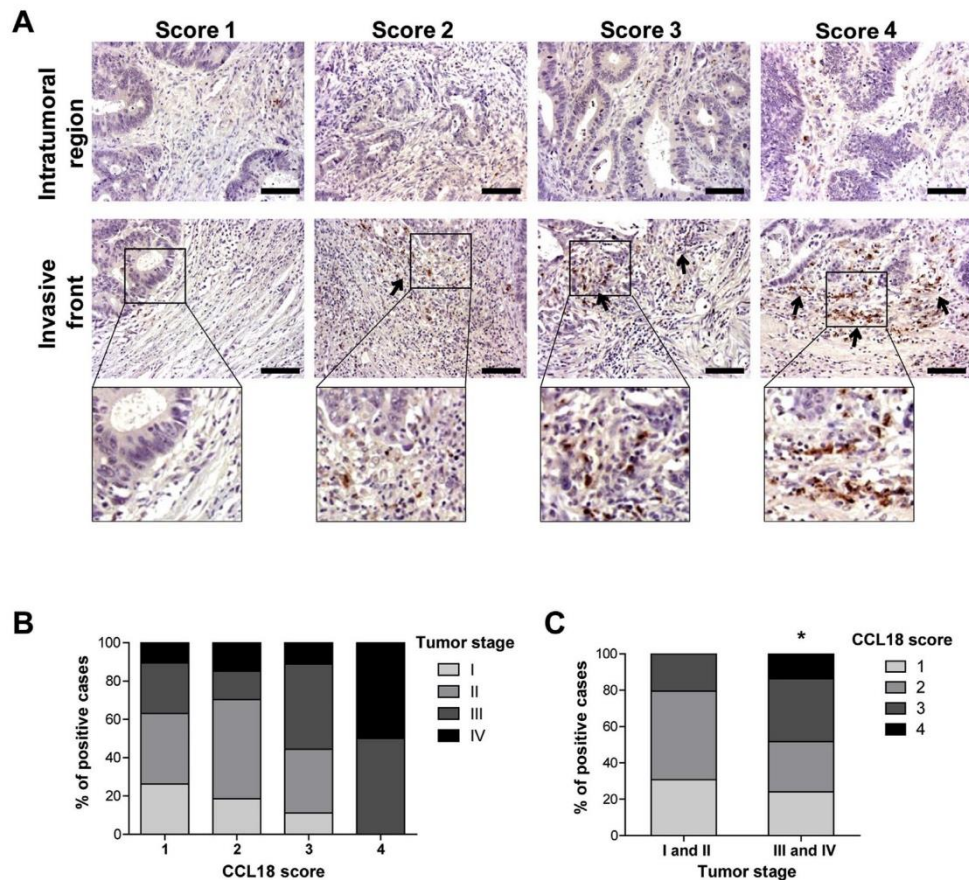 A
Score 1
Score 2
Score 3
Score 4
Intratumoral
region
Invasive
front
B
Tumor stage
I
II
III
IV
% of positive cases
100
80
60
40
20
0
1
2
3
4
CCL18 score
C
*
CCL18 score
1
2
3
4
% of positive cases
100
80
60
40
20
0
I and II
III and IV
Tumor stage